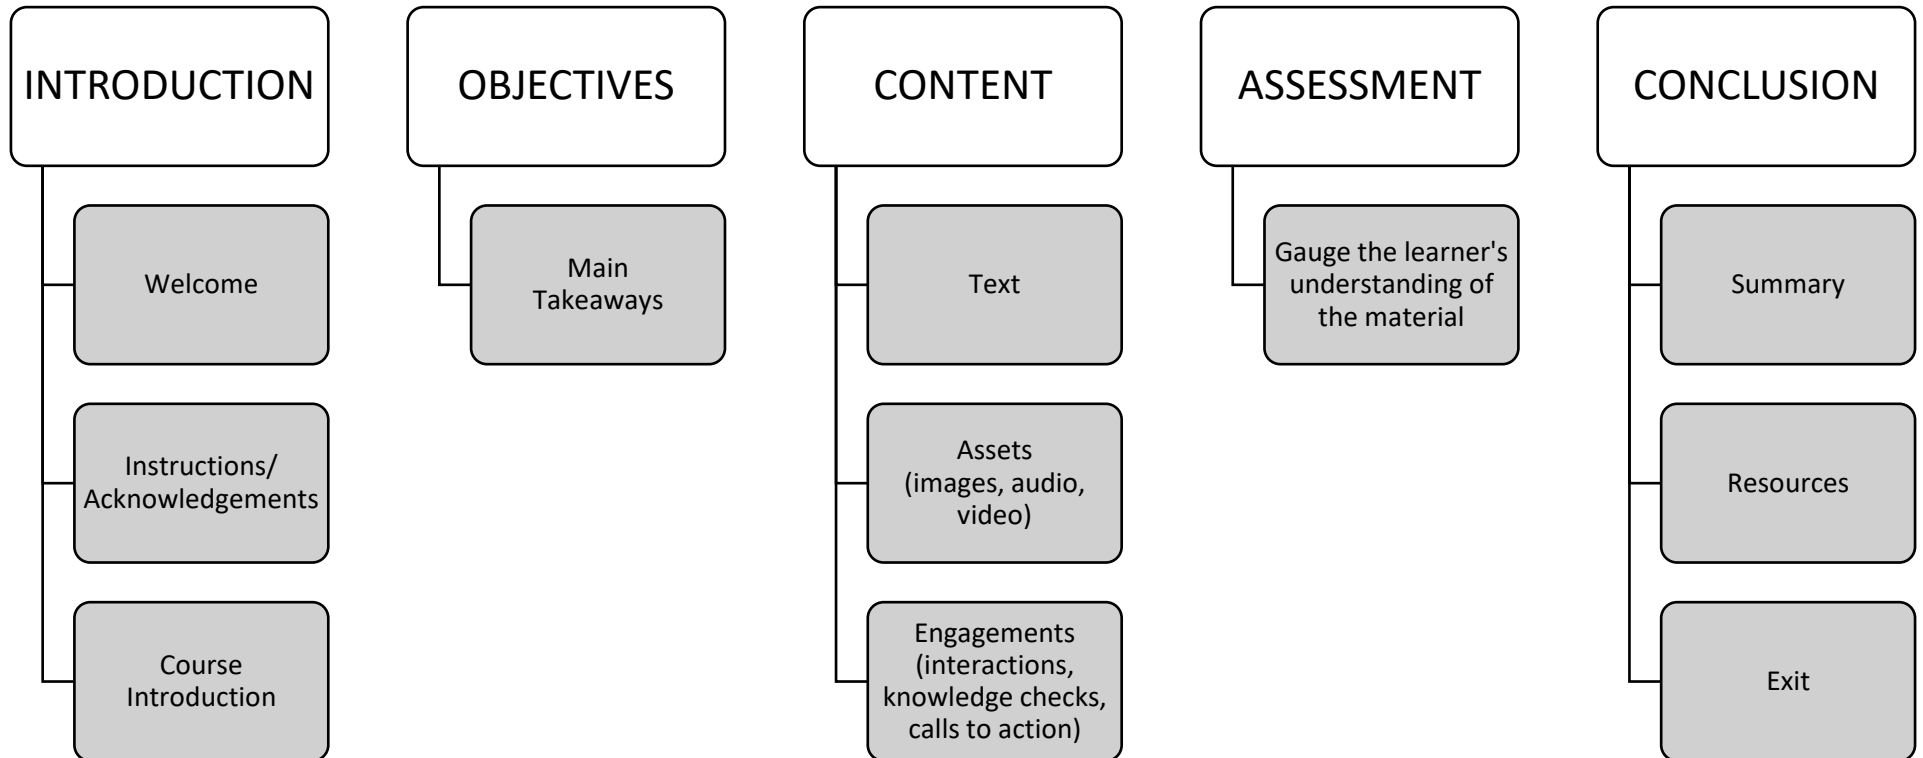 INTRODUCTION
Welcome
Instructions/
Acknowledgements
Course
Introduction
OBJECTIVES
Main
Takeaways
CONTENT
Text
Assets
(images, audio,
video)
Engagements
(interactions,
knowledge checks,
calls to action)
ASSESSMENT
Gauge the learner's
understanding of
the material
CONCLUSION
Summary
Resources
Exit